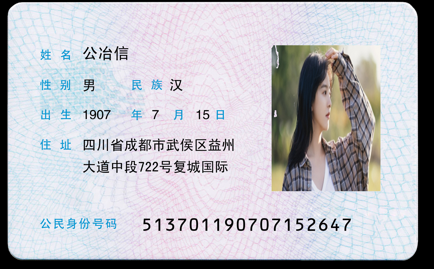 姓名 公冶信
性别 男 民族 汉
出生 1907 年 7 月 15 日
住址 四川省成都市武侯区益州
大道中段722号复城国际
公民身份号码 513701190707152647